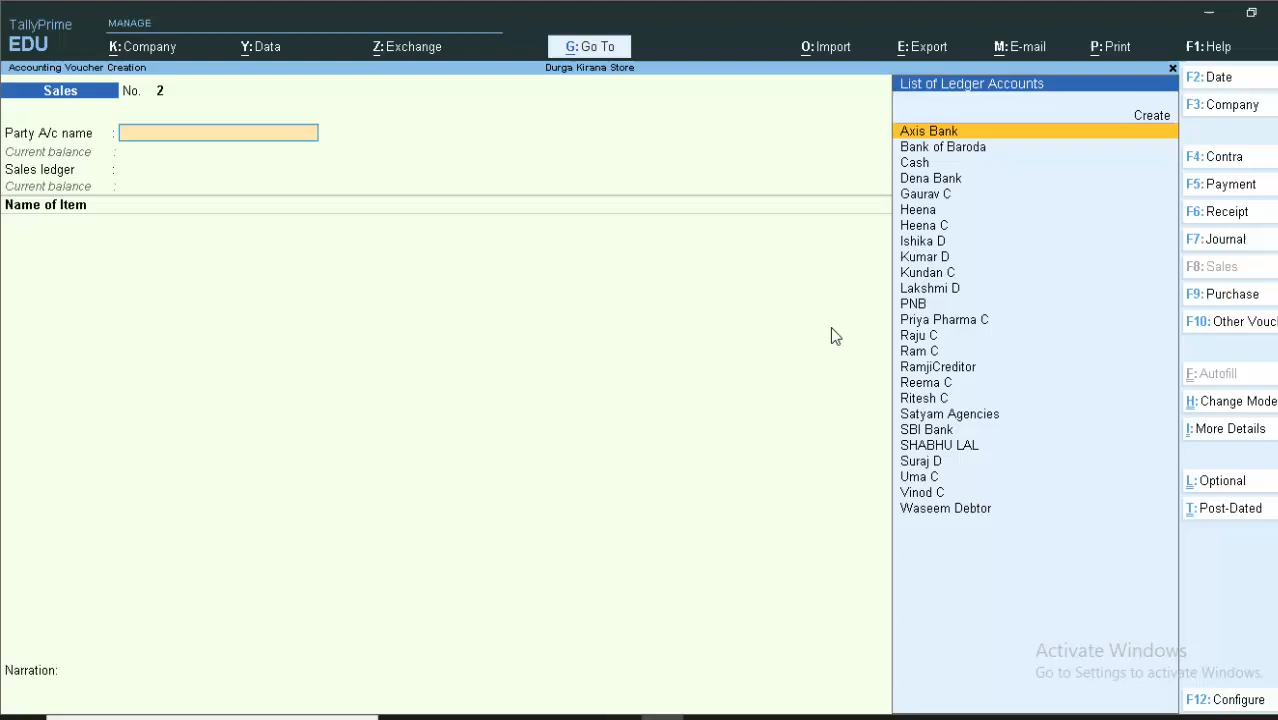 TallyPrime
EDU
MANAGE
K: Company
Y: Data
Z: Exchange
G: Go To
O: Import
E: Export
M: E-mail
P: Print
F1: Help
Accounting Voucher Creation
Durga Kirana Store
Sales No. 2
Party A/c name :
Current balance :
Sales ledger :
Current balance :
Name of Item
Narration:
List of Ledger Accounts
Create
Axis Bank
Bank of Baroda
Cash
Dena Bank
Gaurav C
Heena
Heena C
Ishika D
Kumar D
Kundan C
Lakshmi D
PNB
Priya Pharma C
Raju C
Ram C
RamjiCreditor
Reema C
Ritesh C
Satyam Agencies
SBI Bank
SHABHU LAL
Suraj D
Uma C
Vinod C
Waseem Debtor
F2: Date
F3: Company
F4: Contra
F5: Payment
F6: Receipt
F7: Journal
F8: Sales
F9: Purchase
F10: Other Vouc
F: Autofill
H: Change Mode
I: More Details
L: Optional
T: Post-Dated
Activate Windows
Go to Settings to activate Windows.
F12: Configure